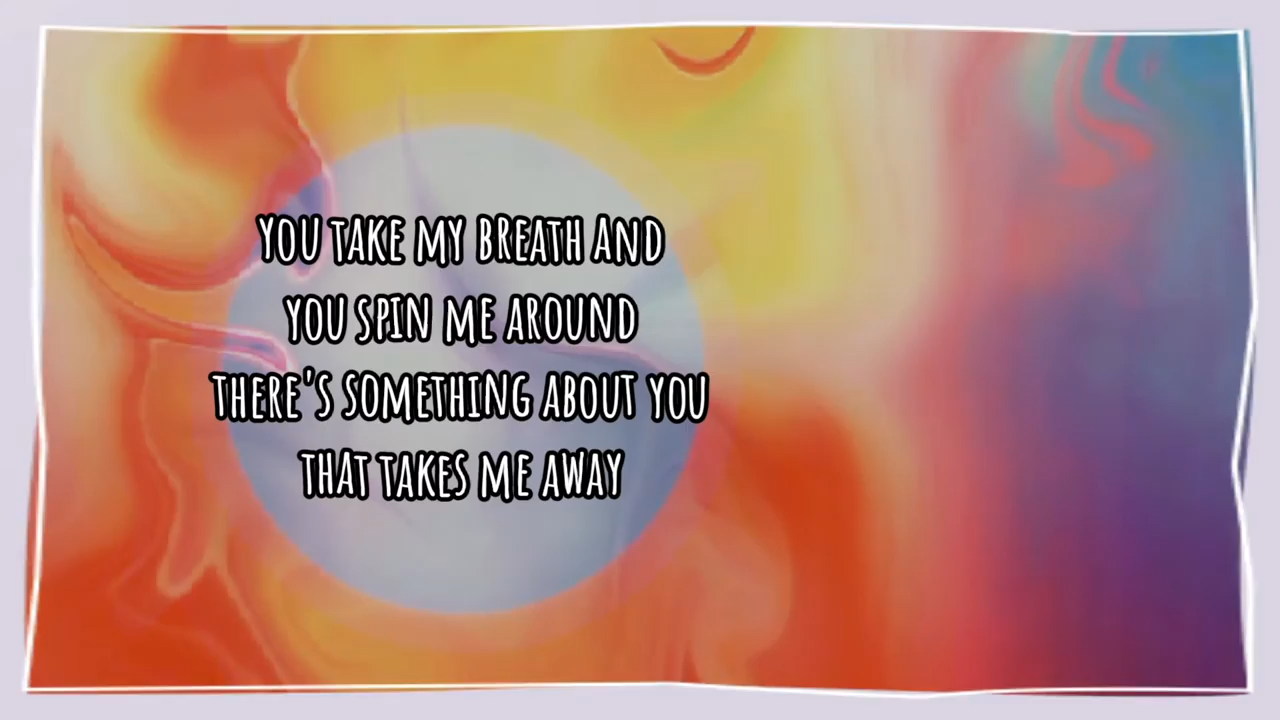 YOU TAKE MY BREATH AND
YOU SPIN ME AROUND
THERE'S SOMETHING ABOUT YOU
THAT TAKES ME AWAY